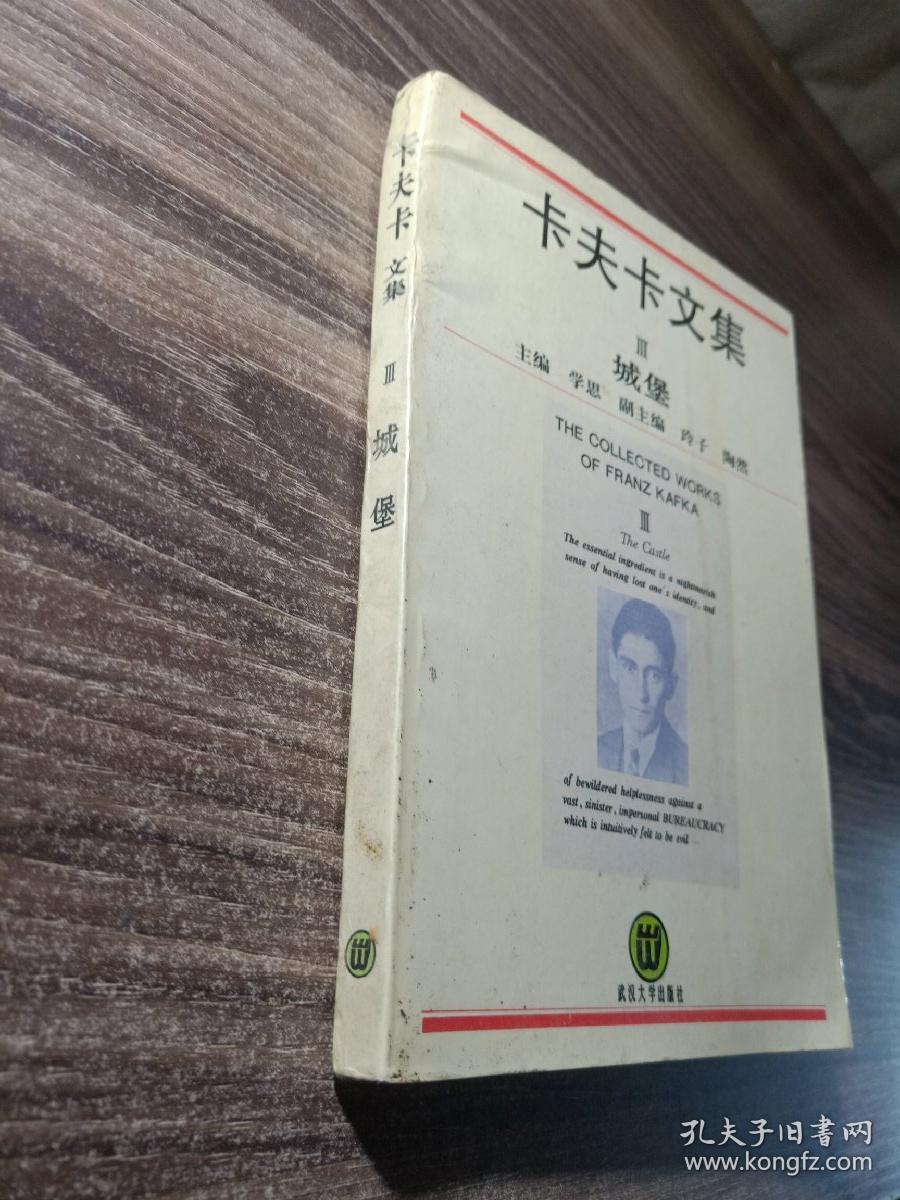 卡夫卡 文集 III 城堡
卡夫卡文集
III
城堡
主编 学思 副主编 玲子 陶然
THE COLLECTED WORKS
OF FRANZ KAFKA
III
The Castle
The essential ingredient is a nightmarish
sense of having lost one's identity, and
of bewildered helplessness against a
vast, sinister, impersonal BUREAUCRACY
which is intuitively felt to be evil ...
武汉大学出版社
孔夫子旧书网
www.kongfz.com